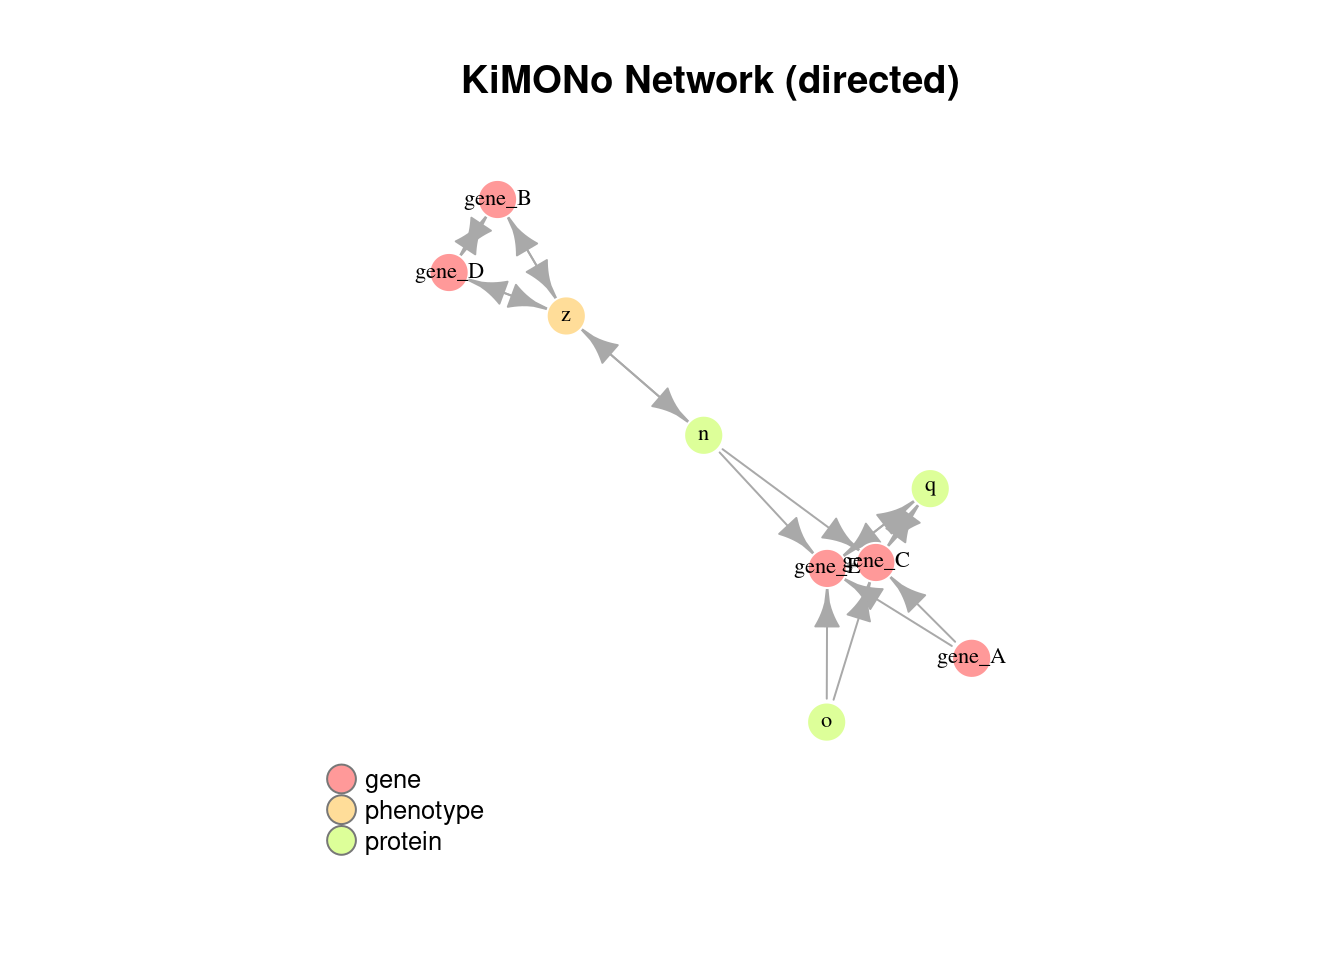 KiMONo Network (directed)
gene_B
gene_D
z
n
q
gene_E
gene_C
gene_A
o
gene
phenotype
protein